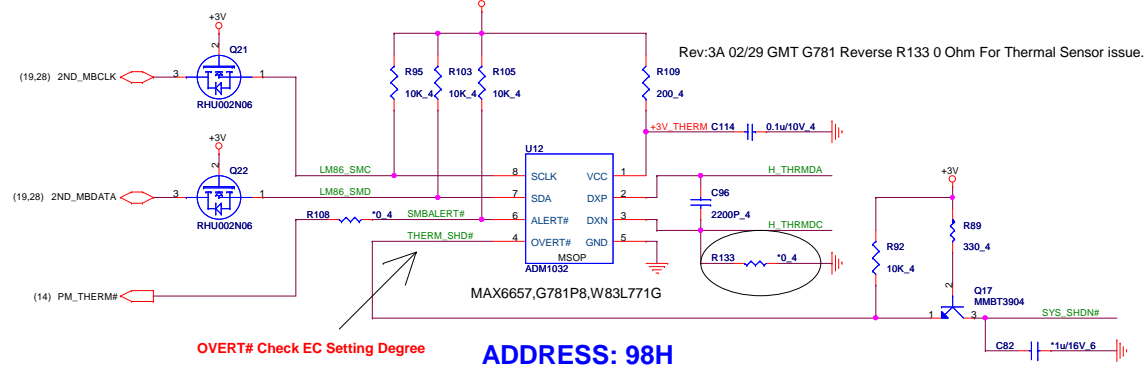 +3V
Q21
2
(19,28) 2ND_MBCLK
3
1
RHU002N06
R95
10K_4
R103
10K_4
R105
10K_4
R109
200_4
Rev:3A 02/29 GMT G781 Reverse R133 0 Ohm For Thermal Sensor issue.
+3V_THERM
C114
0.1u/10V_4
+3V
Q22
2
(19,28) 2ND_MBDATA
3
1
RHU002N06
LM86_SMC
LM86_SMD
R108
*0_4
SMBALERT#
THERM_SHD#
U12
8 SCLK VCC 1
7 SDA DXP 2
6 ALERT# DXN 3
4 OVERT# GND 5
MSOP
ADM1032
MAX6657,G781P8,W83L771G
H_THRMDA
C96
2200P_4
H_THRMDC
R133
*0_4
+3V
R92
10K_4
R89
330_4
2
Q17
MMBT3904
1
3
SYS_SHDN#
C82
*1u/16V_6
(14) PM_THERM#
OVERT# Check EC Setting Degree
ADDRESS: 98H